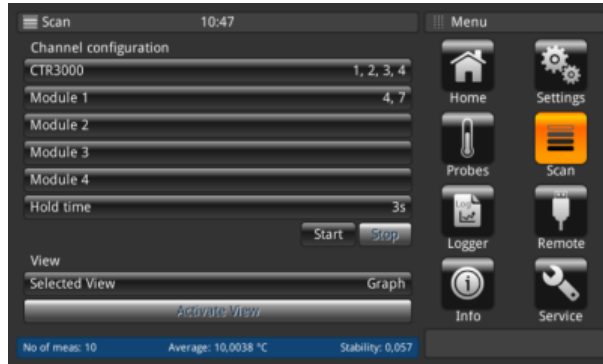 Scan 10:47
Channel configuration
CTR3000 1, 2, 3, 4
Module 1 4, 7
Module 2
Module 3
Module 4
Hold time 3s
Start Stop
View
Selected View Graph
Activate View
No of meas: 10 Average: 10,0038 °C Stability: 0,057
Menu
Home Settings
Probes Scan
Log
Logger Remote
Info Service